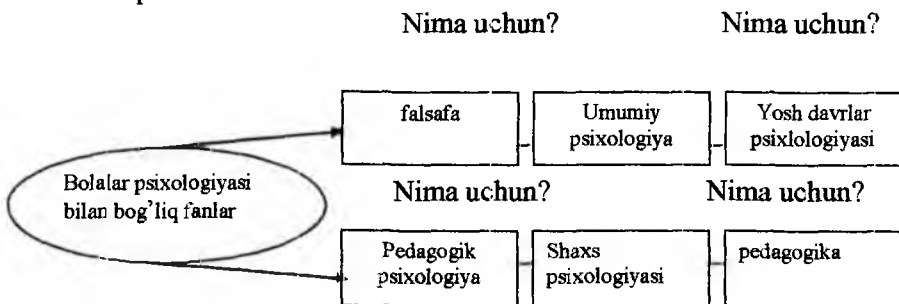 Nima uchun? Nima uchun?
falsafa
Umumiy
psixologiya
Yosh davrlar
psixlologiyasi
Bolalar psixologiyasi
bilan bog'liq fanlar
Nima uchun? Nima uchun?
Pedagogik
psixologiya
Shaxs
psixologiyasi
pedagogika